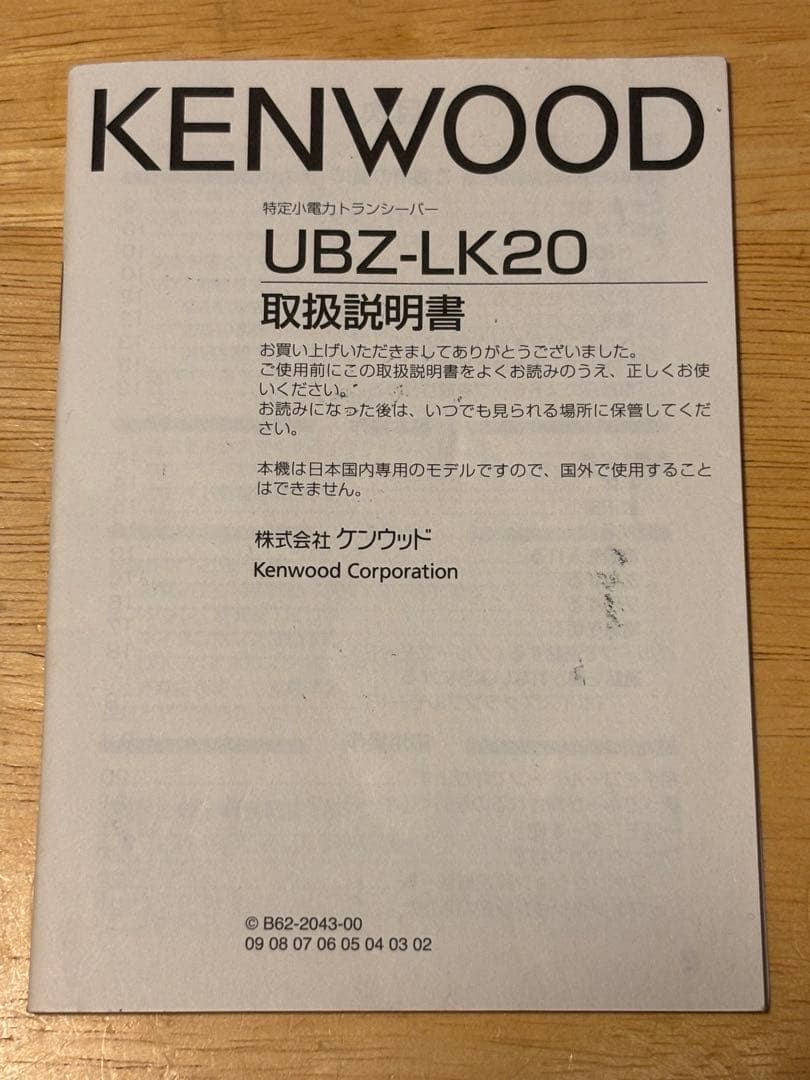 KENWOOD
特定小電力トランシーバー
UBZ-LK20
取扱説明書
お買い上げいただきましてありがとうございました。
ご使用前にこの取扱説明書をよくお読みのうえ、正しくお使
いください。
お読みになった後は、いつでも見られる場所に保管してくだ
さい。
本機は日本国内専用のモデルですので、国外で使用すること
はできません。
株式会社 ケンウッド
Kenwood Corporation
© B62-2043-00
09 08 07 06 05 04 03 02